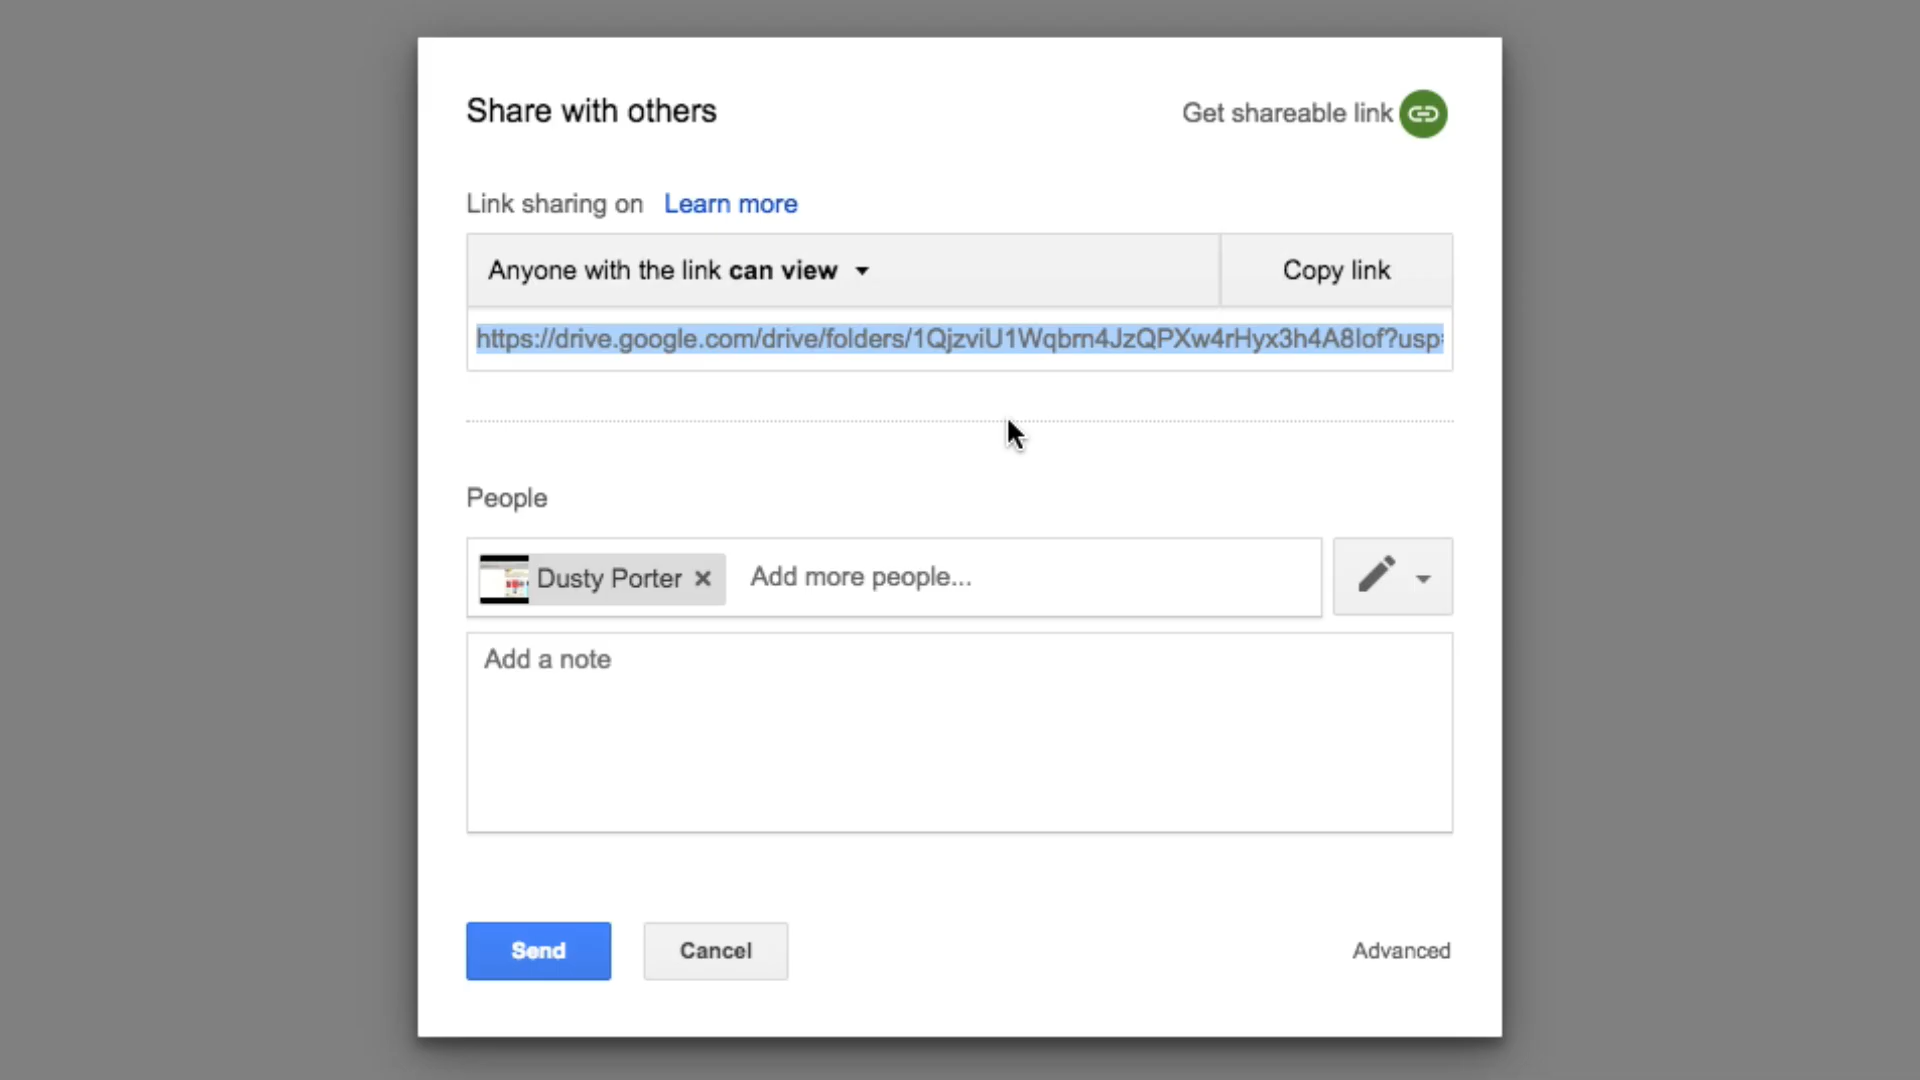 Share with others
Get shareable link
Link sharing on Learn more
Anyone with the link can view
Copy link
https://drive.google.com/drive/folders/1QjzviU1Wqbrn4JzQPXw4rHyx3h4A8Iof?usp=
People
Dusty Porter × Add more people...
Add a note
Send
Cancel
Advanced